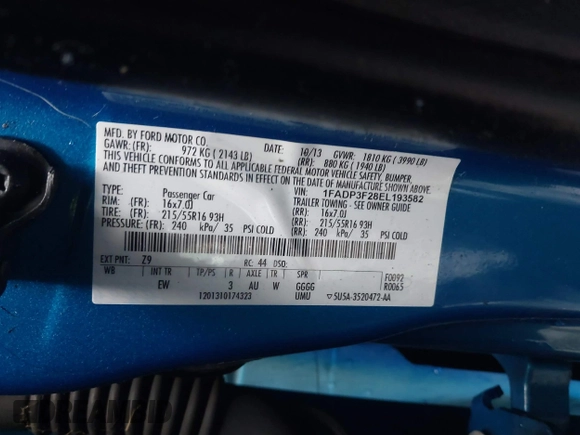 MFD. BY FORD MOTOR CO.
DATE: 10/13 GVWR: 1810 KG (3990 LB)
GAWR: (FR): 972 KG (2143 LB) (RR): 880 KG (1940 LB)
THIS VEHICLE CONFORMS TO ALL APPLICABLE FEDERAL MOTOR VEHICLE SAFETY, BUMPER,
AND THEFT PREVENTION STANDARDS IN EFFECT ON THE DATE OF MANUFACTURE SHOWN ABOVE.
VIN: 1FADP3F28EL193582
TYPE: Passenger Car TRAILER TOWING - SEE OWNER GUIDE
RIM: (FR): 16x7.0J (RR): 16x7.0J
TIRE: (FR): 215/55R16 93H (RR): 215/55R16 93H
PRESSURE: (FR): 240 kPa/ 35 PSI COLD (RR): 240 kPa/ 35 PSI COLD
EXT PNT: Z9 RC: 44 DSO: F0092
WB INT TR TP/PS R AXLE TR SPR R0065
EW 3 AU W GGGG
1201310174323 UMU ▽5U5A-3520472-AA
DREAMBID